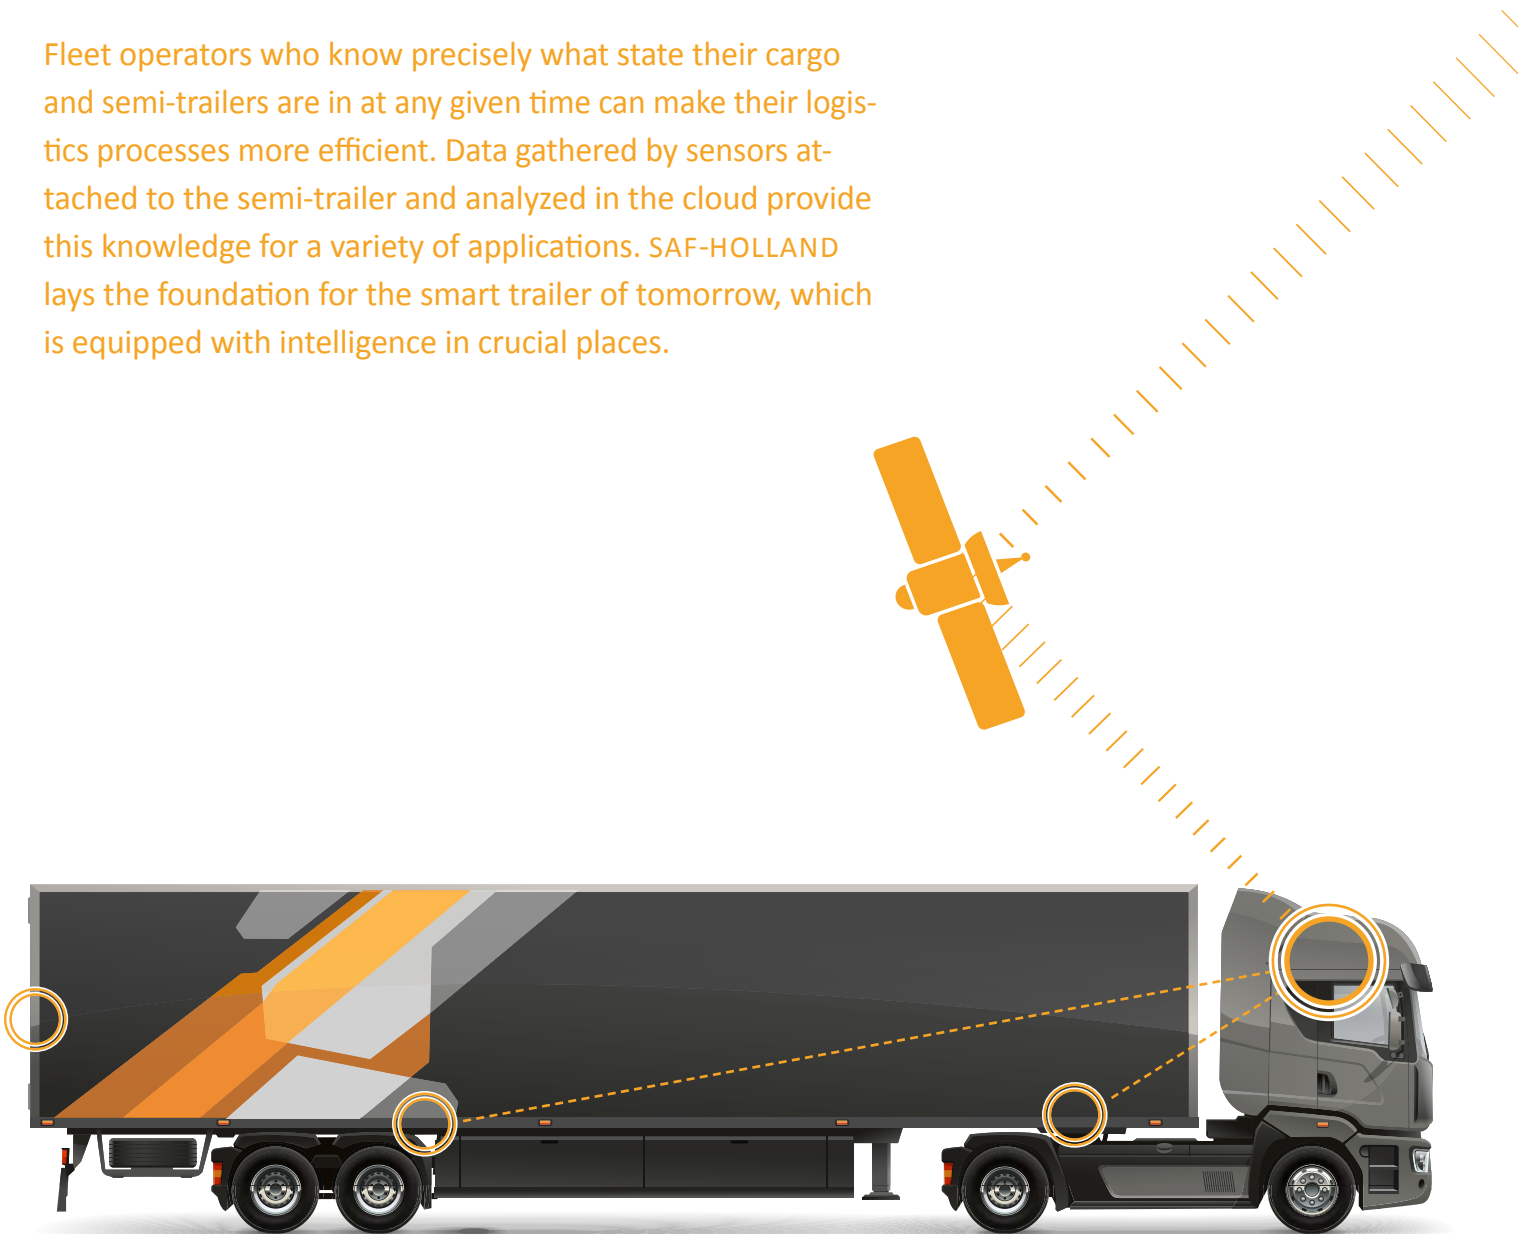 Fleet operators who know precisely what state their cargo
and semi-trailers are in at any given time can make their logis-
tics processes more efficient. Data gathered by sensors at-
tached to the semi-trailer and analyzed in the cloud provide
this knowledge for a variety of applications. SAF-HOLLAND
lays the foundation for the smart trailer of tomorrow, which
is equipped with intelligence in crucial places.